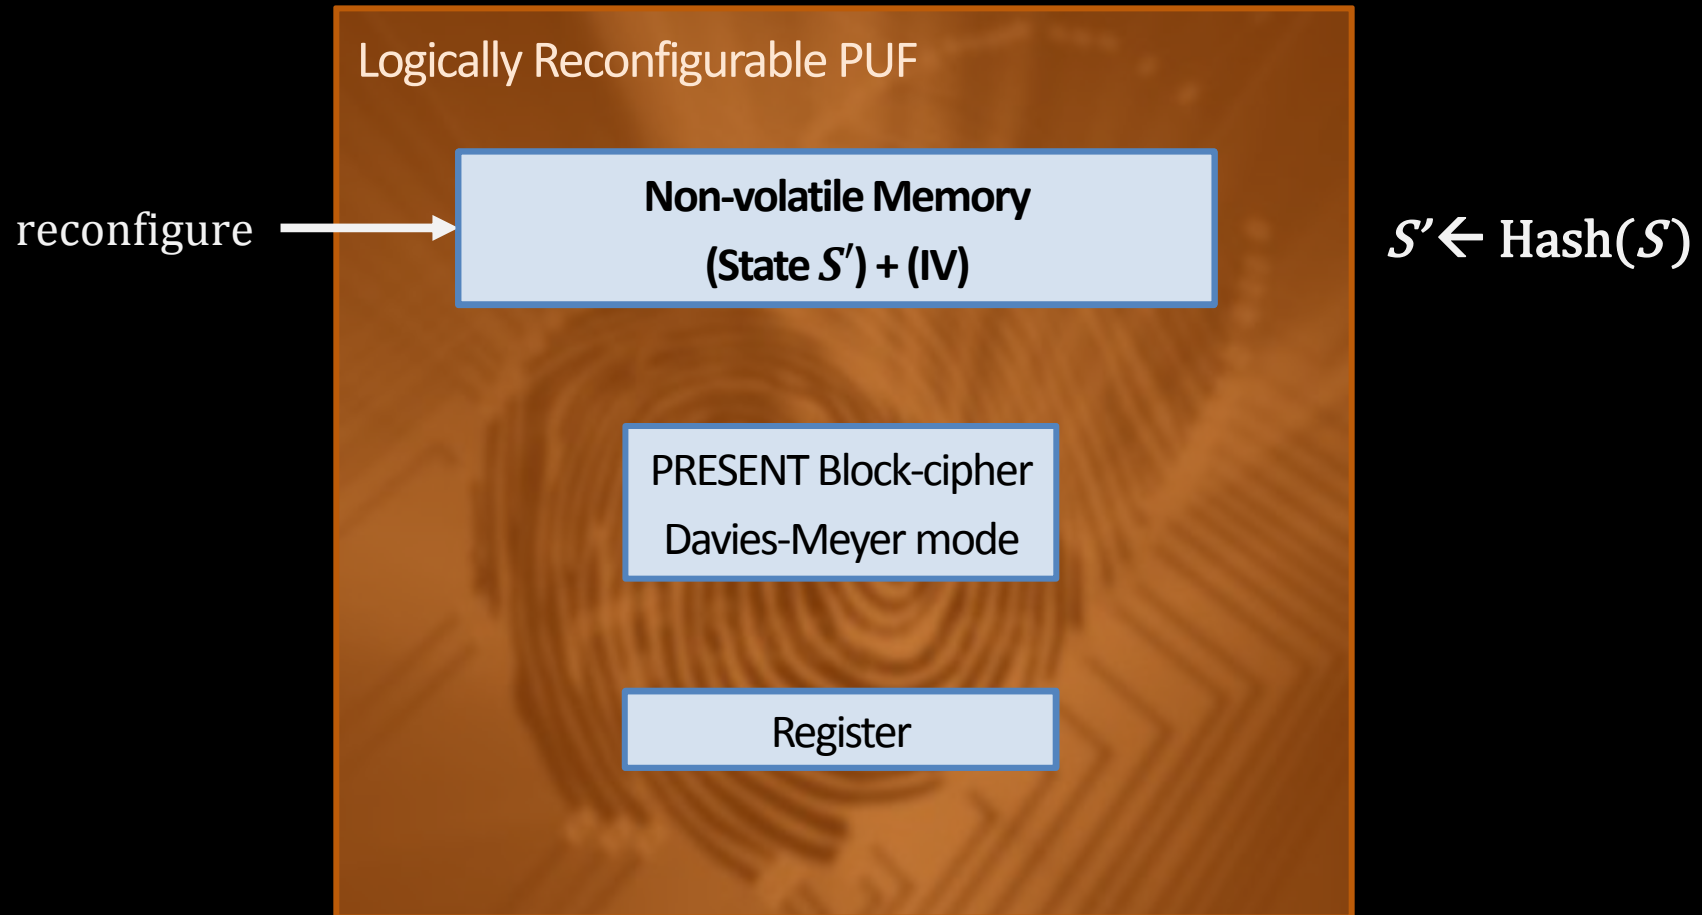 Logically Reconfigurable PUF
Non-volatile Memory
(State S′) + (IV)
reconfigure
S′← Hash(S)
PRESENT Block-cipher
Davies-Meyer mode
Register